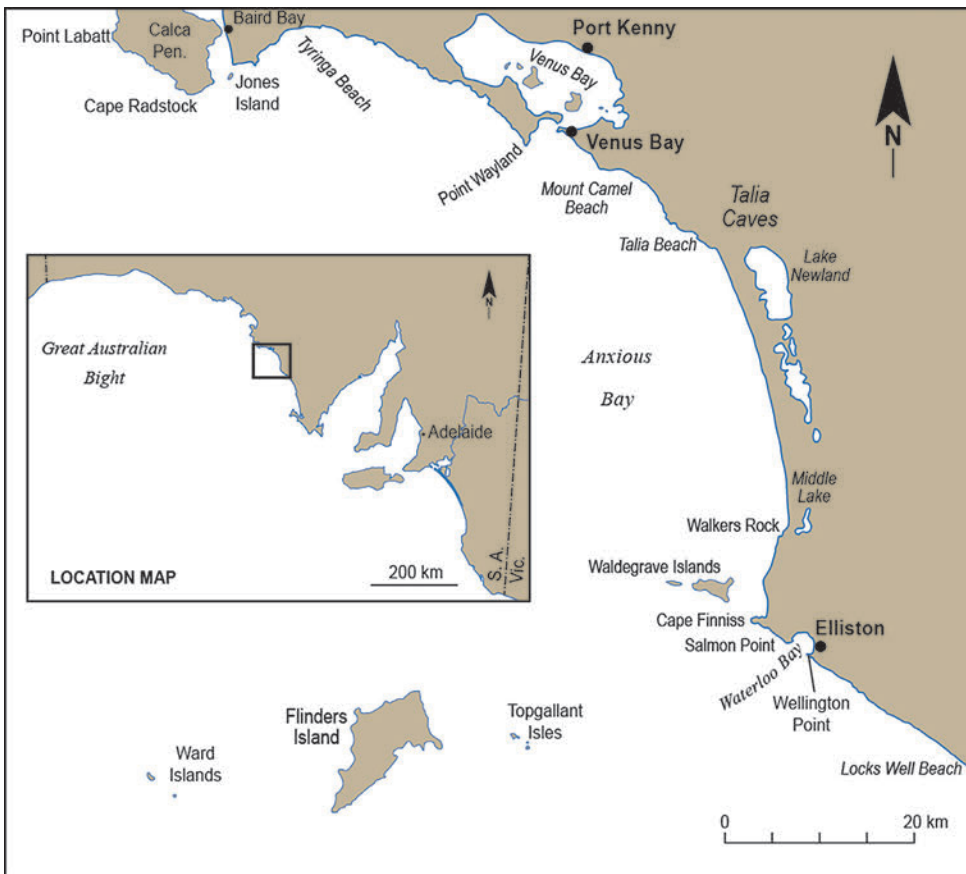 Baird Bay
Port Kenny
Point Labatt
Calca
Pen.
Venus Bay
Tyringa Beach
Jones
Island
Cape Radstock
N
Venus Bay
Point Wayland
Mount Camel
Beach
Talia
Caves
Talia Beach
Lake
Newland
N
Great Australian
Bight
Anxious
Bay
Adelaide
Middle
Lake
Walkers Rock
S. A.
Vic.
200 km
LOCATION MAP
Waldegrave Islands
Cape Finniss
Elliston
Salmon Point
Waterloo Bay
Wellington
Point
Flinders
Island
Topgallant
Isles
Ward
Islands
Locks Well Beach
0 20 km